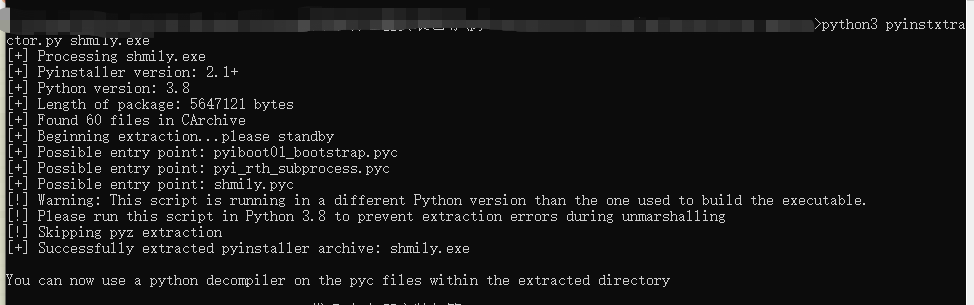 >python3 pyinstxtra
ctor.py shmily.exe
[+] Processing shmily.exe
[+] Pyinstaller version: 2.1+
[+] Python version: 3.8
[+] Length of package: 5647121 bytes
[+] Found 60 files in CArchive
[+] Beginning extraction...please standby
[+] Possible entry point: pyiboot01_bootstrap.pyc
[+] Possible entry point: pyi_rth_subprocess.pyc
[+] Possible entry point: shmily.pyc
[!] Warning: This script is running in a different Python version than the one used to build the executable.
[!] Please run this script in Python 3.8 to prevent extraction errors during unmarshalling
[!] Skipping pyz extraction
[+] Successfully extracted pyinstaller archive: shmily.exe
You can now use a python decompiler on the pyc files within the extracted directory